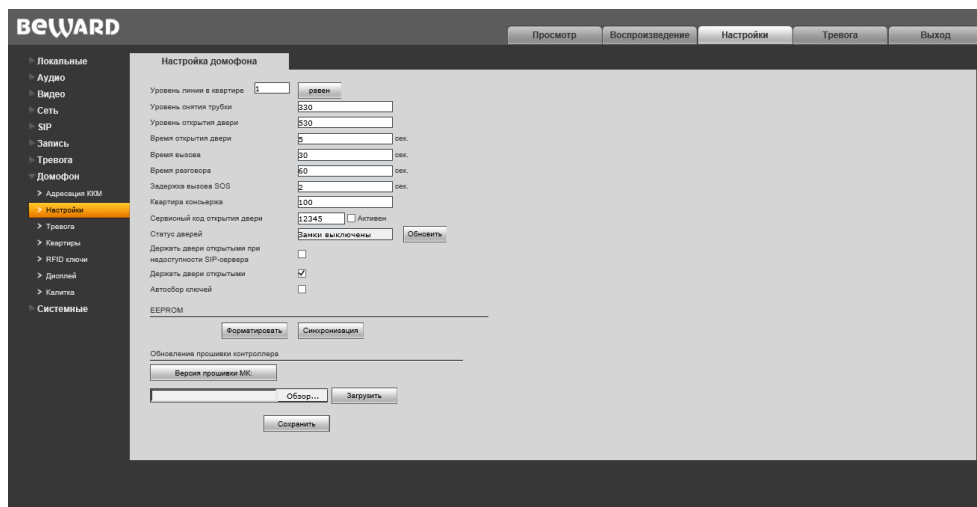 BEWARD
Просмотр Воспроизведение Настройки Тревога Выход
Локальные
Аудио
Видео
Сеть
SIP
Запись
Тревога
Домофон
Адресация ККМ
Настройки
Тревога
Квартиры
RFID ключи
Дисплей
Калитка
Системные
Настройка домофона
Уровень линии в квартире 1 равен
Уровень снятия трубки 330
Уровень открытия двери 530
Время открытия двери 5 сек.
Время вызова 30 сек.
Время разговора 60 сек.
Задержка вызова SOS 2 сек.
Квартира консьержа 100
Сервисный код открытия двери 12345 Активен
Статус дверей Замки выключены Обновить
Держать двери открытыми при
недоступности SIP-сервера
Держать двери открытыми
Автосбор ключей
EEPROM
Форматировать Синхронизация
Обновление прошивки контроллера
Версия прошивки МК:
Обзор... Загрузить
Сохранить